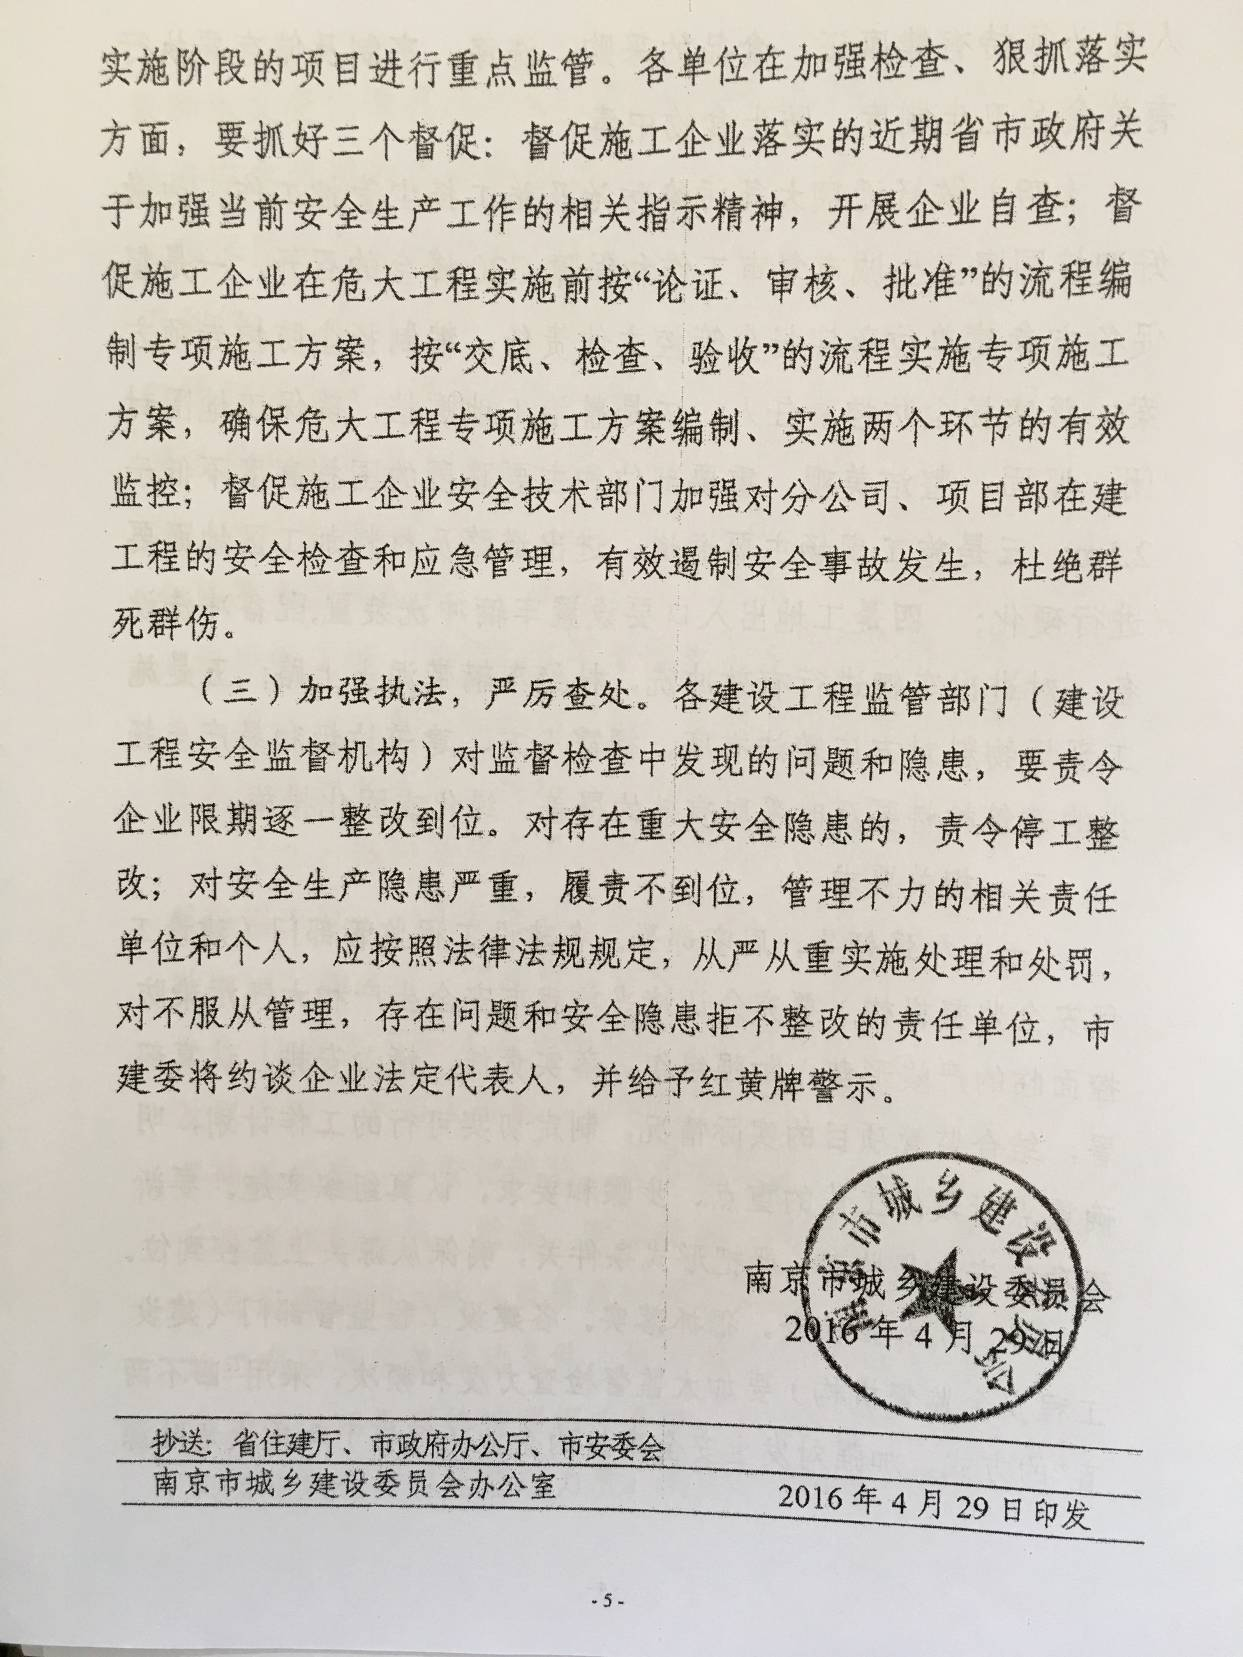 实施阶段的项目进行重点监管。各单位在加强检查、狠抓落实
方面，要抓好三个督促：督促施工企业落实的近期省市政府关
于加强当前安全生产工作的相关指示精神，开展企业自查；督
促施工企业在危大工程实施前按“论证、审核、批准”的流程编
制专项施工方案，按“交底、检查、验收”的流程实施专项施工
方案，确保危大工程专项施工方案编制、实施两个环节的有效
监控；督促施工企业安全技术部门加强对分公司、项目部在建
工程的安全检查和应急管理，有效遏制安全事故发生，杜绝群
死群伤。
（三）加强执法，严厉查处。各建设工程监管部门（建设
工程安全监督机构）对监督检查中发现的问题和隐患，要责令
企业限期逐一整改到位。对存在重大安全隐患的，责令停工整
改；对安全生产隐患严重，履责不到位，管理不力的相关责任
单位和个人，应按照法律法规规定，从严从重实施处理和处罚，
对不服从管理，存在问题和安全隐患拒不整改的责任单位，市
建委将约谈企业法定代表人，并给予红黄牌警示。
南京市城乡建设委员会
南京市城乡建设委员会
2016年4月29日
抄送：省住建厅、市政府办公厅、市安委会
南京市城乡建设委员会办公室 2016年4月29日印发
- 5 -